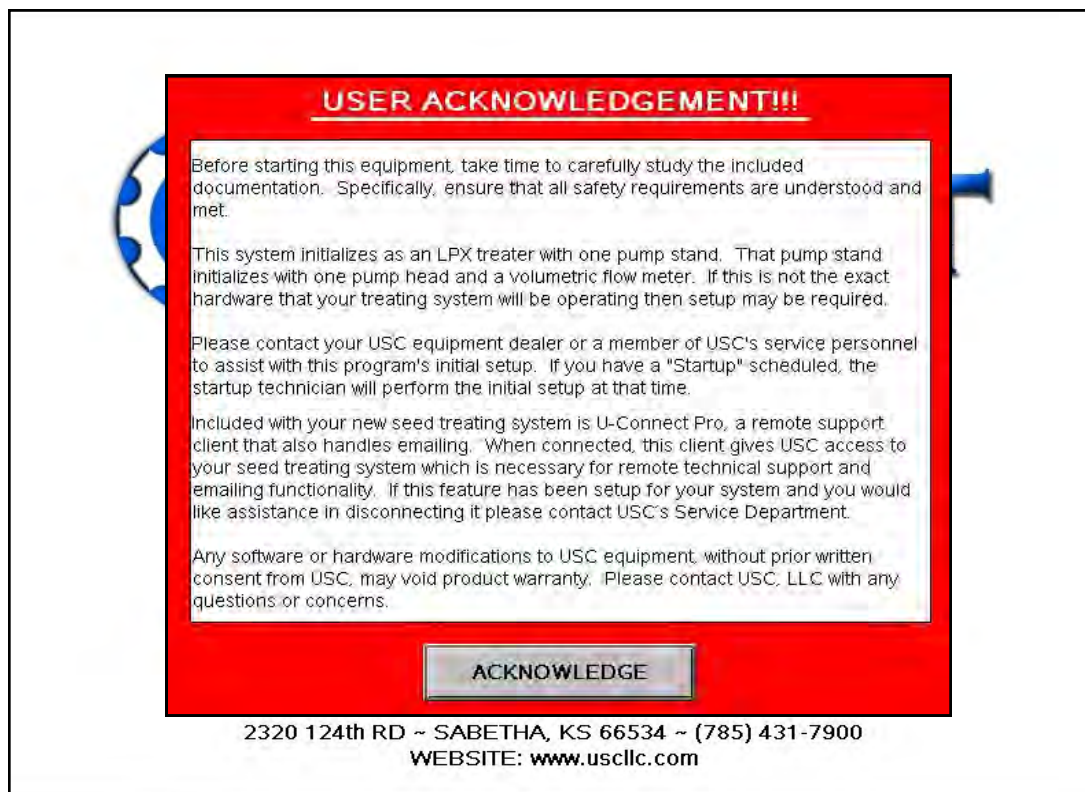 USER ACKNOWLEDGEMENT!!!
Before starting this equipment, take time to carefully study the included
documentation. Specifically, ensure that all safety requirements are understood and
met.
This system initializes as an LPX treater with one pump stand. That pump stand
initializes with one pump head and a volumetric flow meter. If this is not the exact
hardware that your treating system will be operating then setup may be required.
Please contact your USC equipment dealer or a member of USC's service personnel
to assist with this program's initial setup. If you have a "Startup" scheduled, the
startup technician will perform the initial setup at that time.
Included with your new seed treating system is U-Connect Pro, a remote support
client that also handles emailing. When connected, this client gives USC access to
your seed treating system which is necessary for remote technical support and
emailing functionality. If this feature has been setup for your system and you would
like assistance in disconnecting it please contact USC's Service Department.
Any software or hardware modifications to USC equipment, without prior written
consent from USC, may void product warranty. Please contact USC, LLC with any
questions or concerns.
ACKNOWLEDGE
2320 124th RD ~ SABETHA, KS 66534 ~ (785) 431-7900
WEBSITE: www.uscllc.com